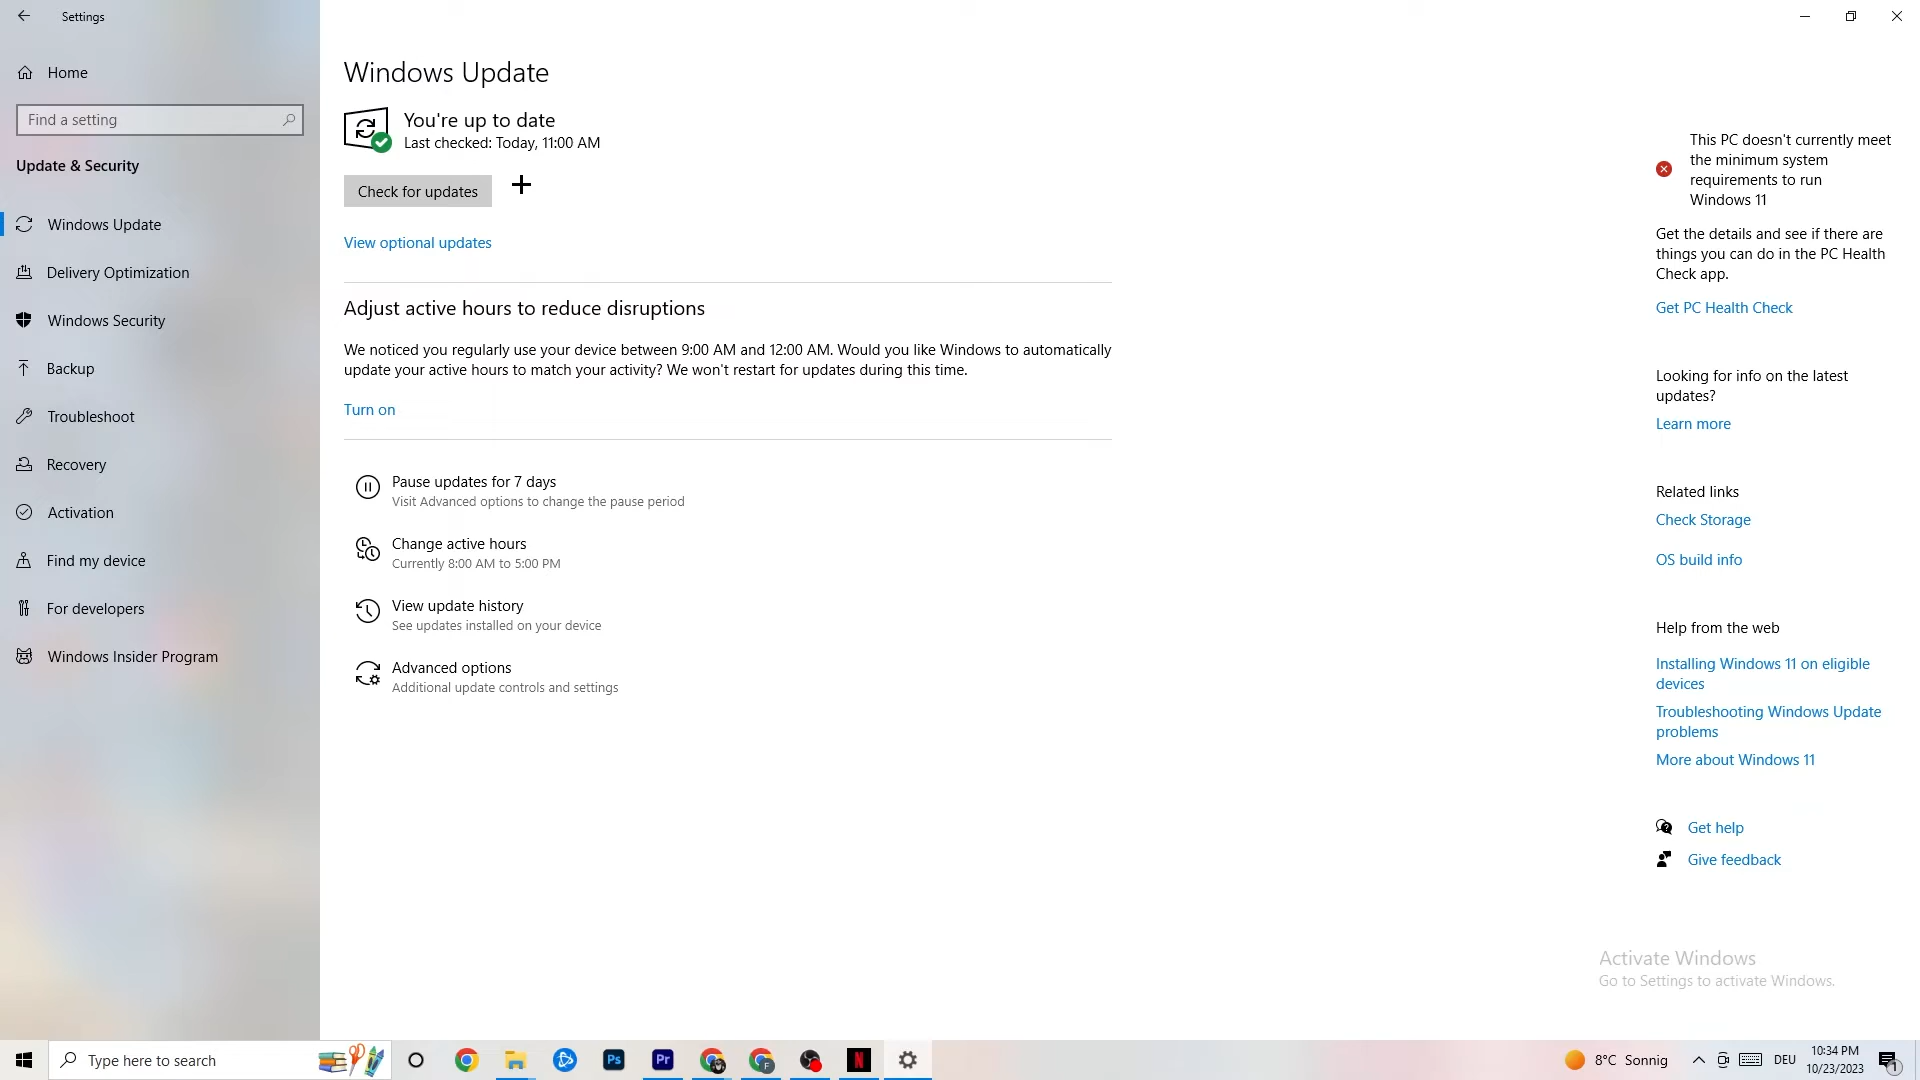 Settings
Home
Find a setting
Update & Security
Windows Update
Delivery Optimization
Windows Security
Backup
Troubleshoot
Recovery
Activation
Find my device
For developers
Windows Insider Program
Windows Update
You're up to date
Last checked: Today, 11:00 AM
Check for updates
View optional updates
Adjust active hours to reduce disruptions
We noticed you regularly use your device between 9:00 AM and 12:00 AM. Would you like Windows to automatically
update your active hours to match your activity? We won't restart for updates during this time.
Turn on
Pause updates for 7 days
Visit Advanced options to change the pause period
Change active hours
Currently 8:00 AM to 5:00 PM
View update history
See updates installed on your device
Advanced options
Additional update controls and settings
This PC doesn't currently meet
the minimum system
requirements to run
Windows 11
Get the details and see if there are
things you can do in the PC Health
Check app.
Get PC Health Check
Looking for info on the latest
updates?
Learn more
Related links
Check Storage
OS build info
Help from the web
Installing Windows 11 on eligible
devices
Troubleshooting Windows Update
problems
More about Windows 11
Get help
Give feedback
Activate Windows
Go to Settings to activate Windows.
Type here to search
Ps
Pr
F
N
8°C Sonnig
DEU
10:34 PM
10/23/2023
1